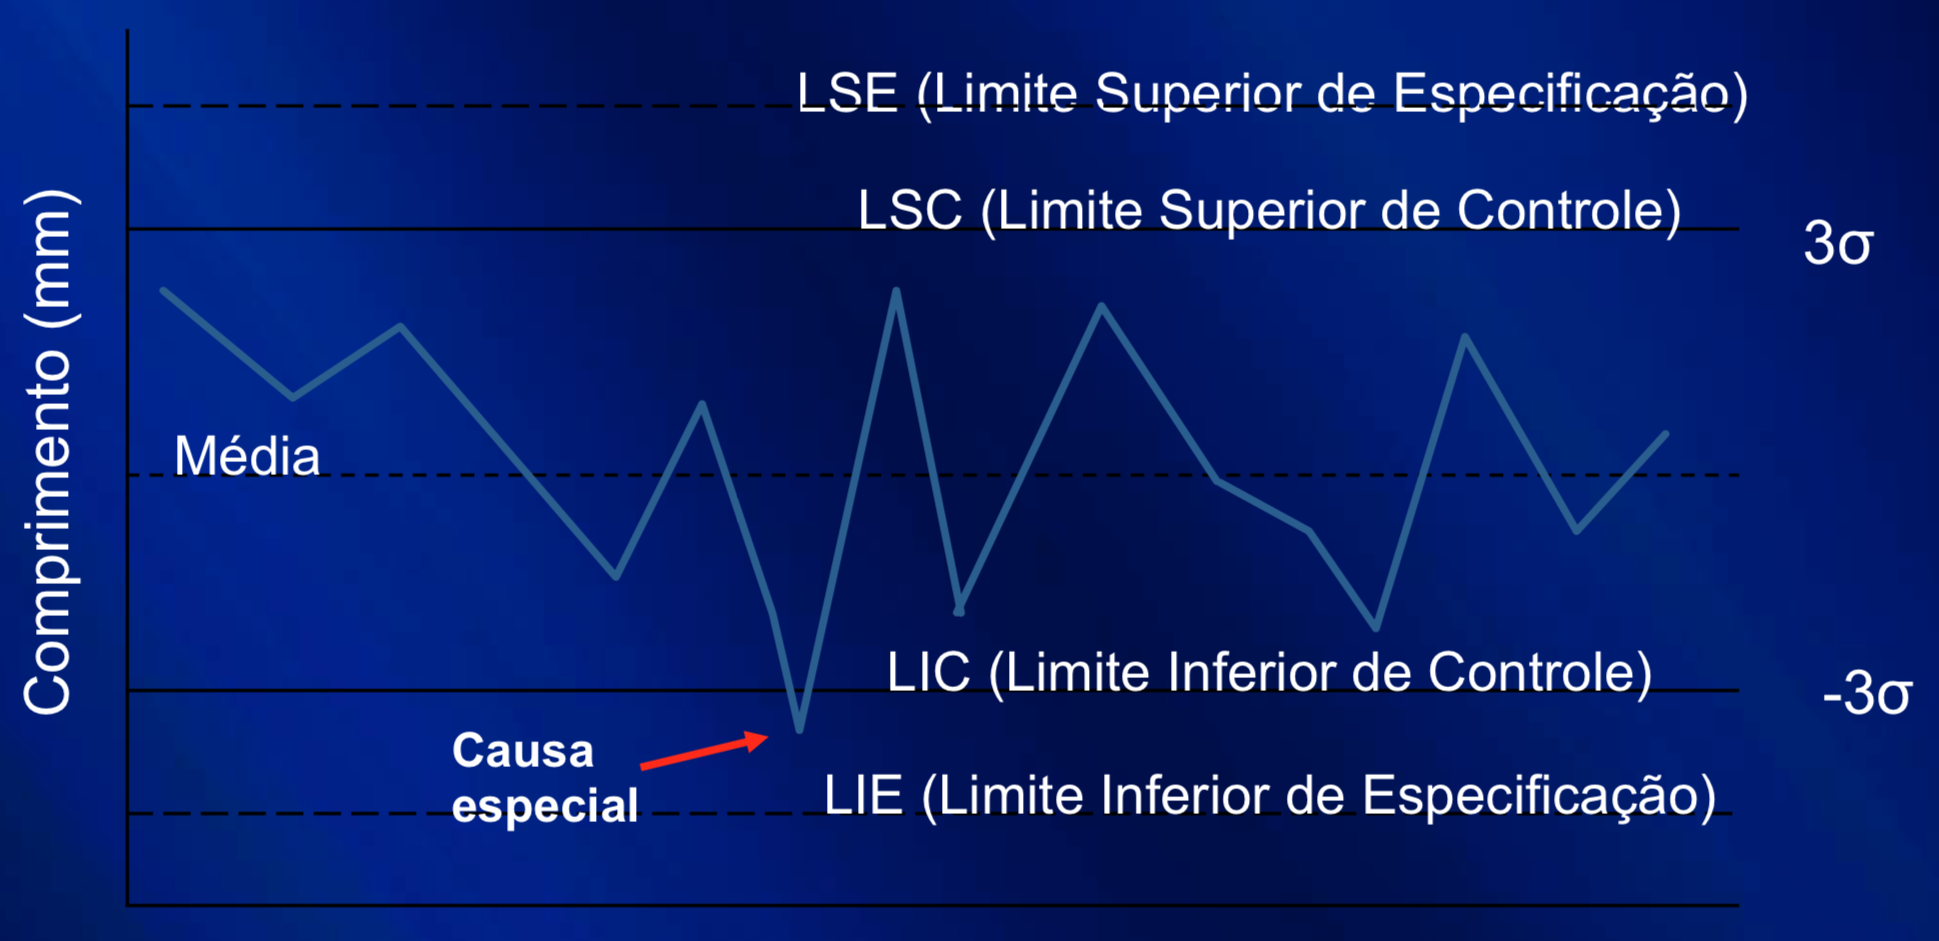 LSE (Limite Superior de Especificação)
LSC (Limite Superior de Controle)
3σ
Comprimento (mm)
Média
LIC (Limite Inferior de Controle)
-3σ
Causa
especial
LIE (Limite Inferior de Especificação)